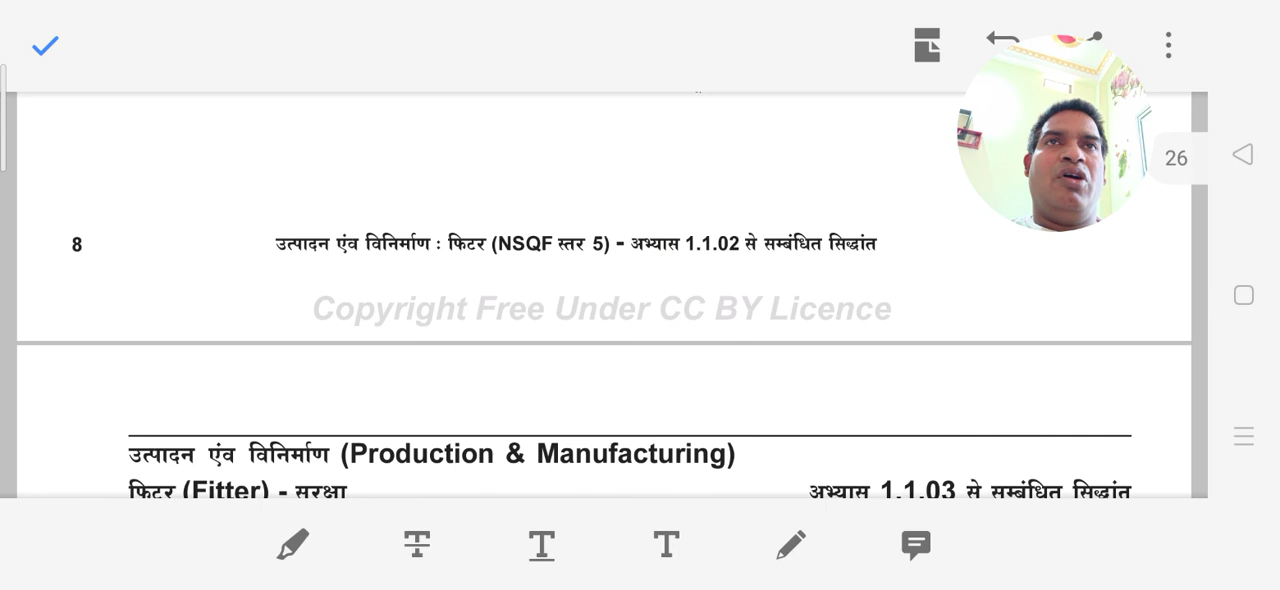 26
8
उत्पादन एंव विनिर्माण : फिटर (NSQF स्तर 5) - अभ्यास 1.1.02 से सम्बंधित सिद्धांत
Copyright Free Under CC BY Licence
उत्पादन एंव विनिर्माण (Production & Manufacturing)
फिटर (Fitter) - सुरक्षा
अभ्यास 1.1.03 से सम्बंधित सिद्धांत